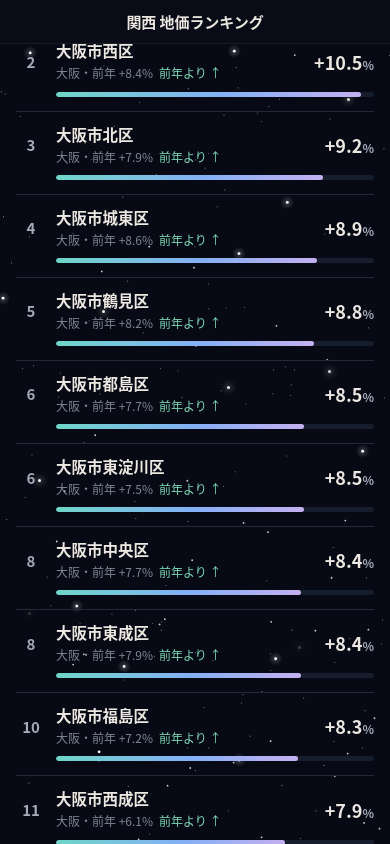 関西 地価ランキング
2
大阪市西区
+10.5%
大阪・前年 +8.4% 前年より ↑
3
大阪市北区
+9.2%
大阪・前年 +7.9% 前年より ↑
4
大阪市城東区
+8.9%
大阪・前年 +8.6% 前年より ↑
5
大阪市鶴見区
+8.8%
大阪・前年 +8.2% 前年より ↑
6
大阪市都島区
+8.5%
大阪・前年 +7.7% 前年より ↑
6
大阪市東淀川区
+8.5%
大阪・前年 +7.5% 前年より ↑
8
大阪市中央区
+8.4%
大阪・前年 +7.7% 前年より ↑
8
大阪市東成区
+8.4%
大阪・前年 +7.9% 前年より ↑
10
大阪市福島区
+8.3%
大阪・前年 +7.2% 前年より ↑
11
大阪市西成区
+7.9%
大阪・前年 +6.1% 前年より ↑